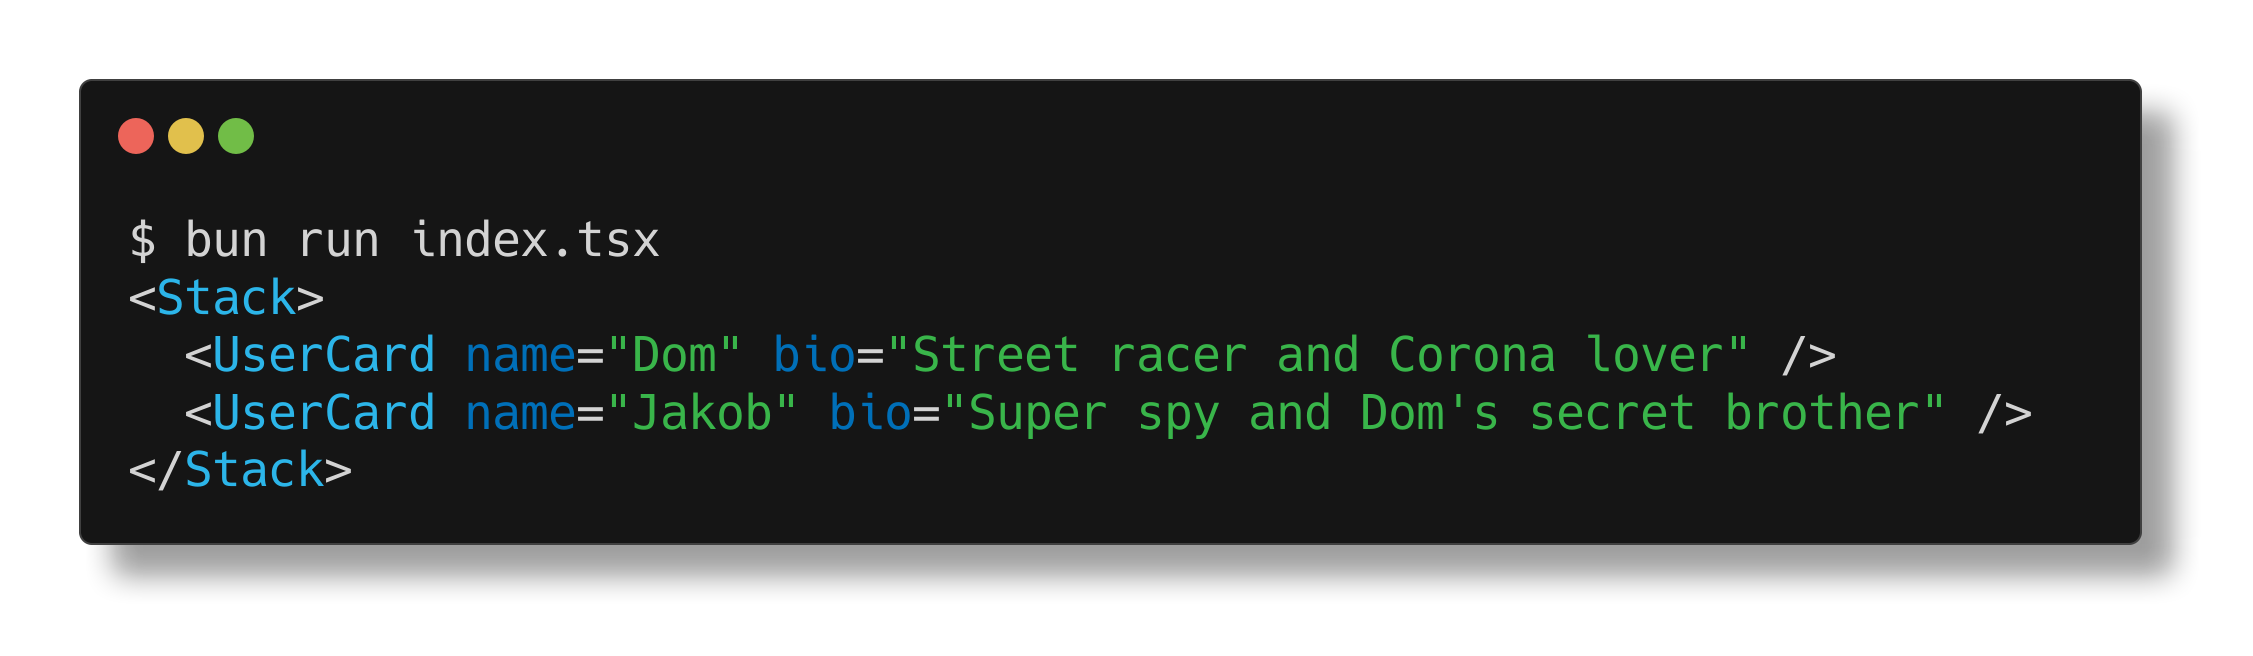 $ bun run index.tsx
<Stack>
  <UserCard name="Dom" bio="Street racer and Corona lover" />
  <UserCard name="Jakob" bio="Super spy and Dom's secret brother" />
</Stack>